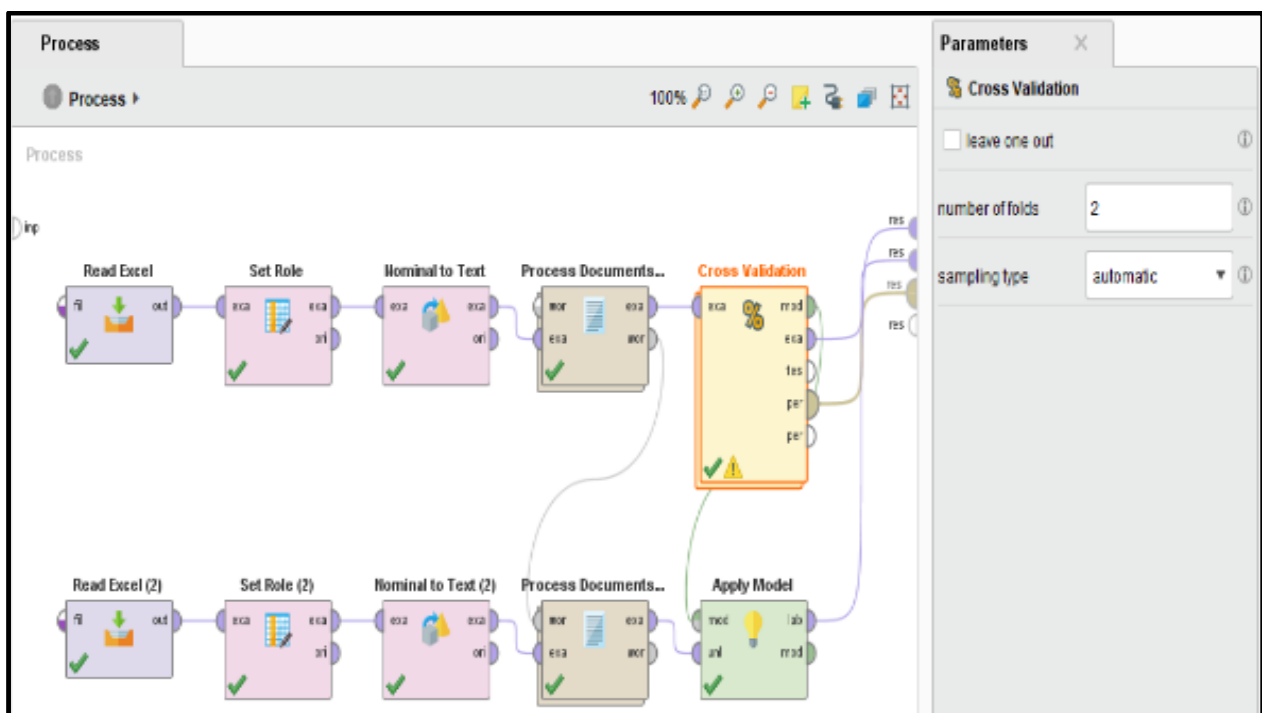 Process
Parameters
Process
100%
Cross Validation
leave one out
Process
number of folds 2
inp
res
res
sampling type automatic
res
res
Read Excel Set Role Nominal to Text Process Documents... Cross Validation
fil out exa exa exa exa wor exa exa mod
ori ori exa wor exa
tes
per
per
Read Excel (2) Set Role (2) Nominal to Text (2) Process Documents... Apply Model
fil out exa exa exa exa wor exa mod lab
ori ori exa wor unl mod